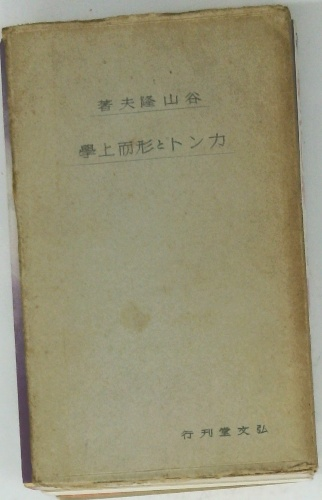 谷山隆夫著
カントと形而上學
弘文堂刊行